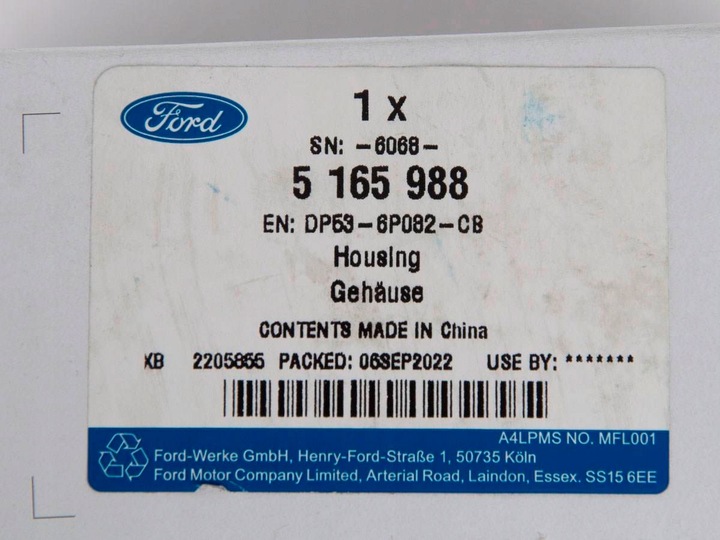 Ford
1 x
SN: -6068-
5 165 988
EN: DP53-6P082-CB
Housing
Gehäuse
CONTENTS MADE IN China
XB 2205855 PACKED: 06SEP2022 USE BY: *******
A4LPMS NO. MFL001
Ford-Werke GmbH, Henry-Ford-Straße 1, 50735 Köln
Ford Motor Company Limited, Arterial Road, Laindon, Essex. SS15 6EE